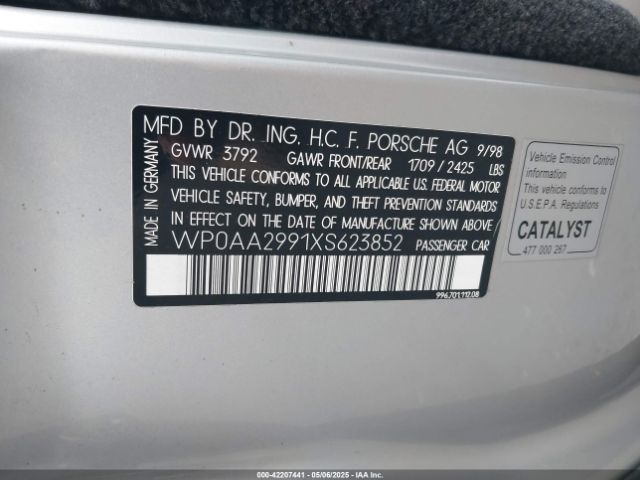 MFD BY DR. ING. H.C. F. PORSCHE AG 9/98
GVWR 3792 GAWR FRONT/REAR 1709/2425 LBS
THIS VEHICLE CONFORMS TO ALL APPLICABLE U.S. FEDERAL MOTOR
VEHICLE SAFETY, BUMPER, AND THEFT PREVENTION STANDARDS
IN EFFECT ON THE DATE OF MANUFACTURE SHOWN ABOVE
WP0AA2991XS623852 PASSENGER CAR
996.701.117.08
MADE IN GERMANY
Vehicle Emission Control
information
This vehicle conforms to
U.S.E.P.A. Regulations
CATALYST
477 000 267
000-42207441 - 05/06/2025 - IAA Inc.